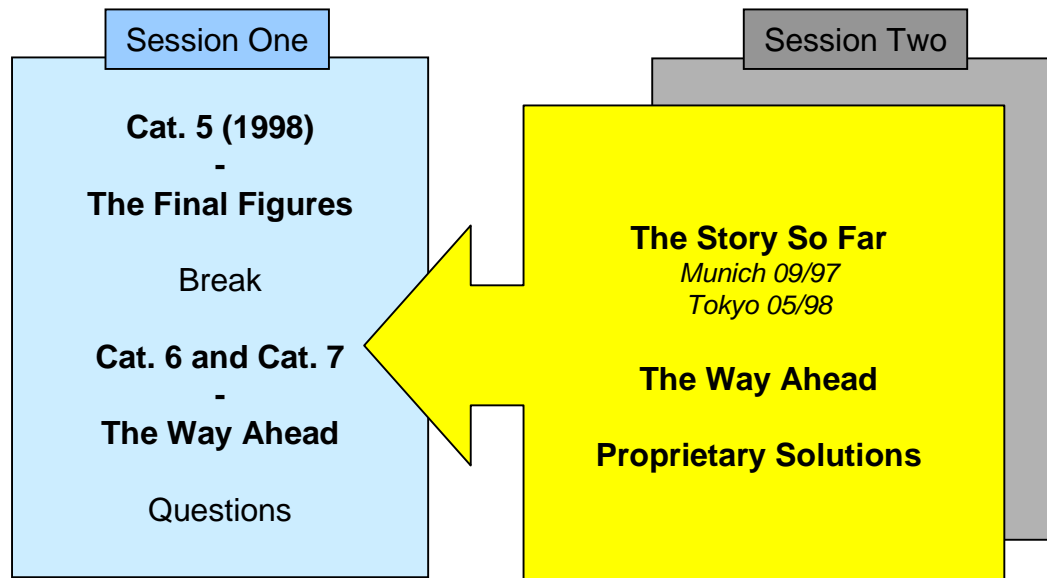 Session One
Cat. 5 (1998)
-
The Final Figures
Break
Cat. 6 and Cat. 7
-
The Way Ahead
Questions
Session Two
The Story So Far
Munich 09/97
Tokyo 05/98
The Way Ahead
Proprietary Solutions